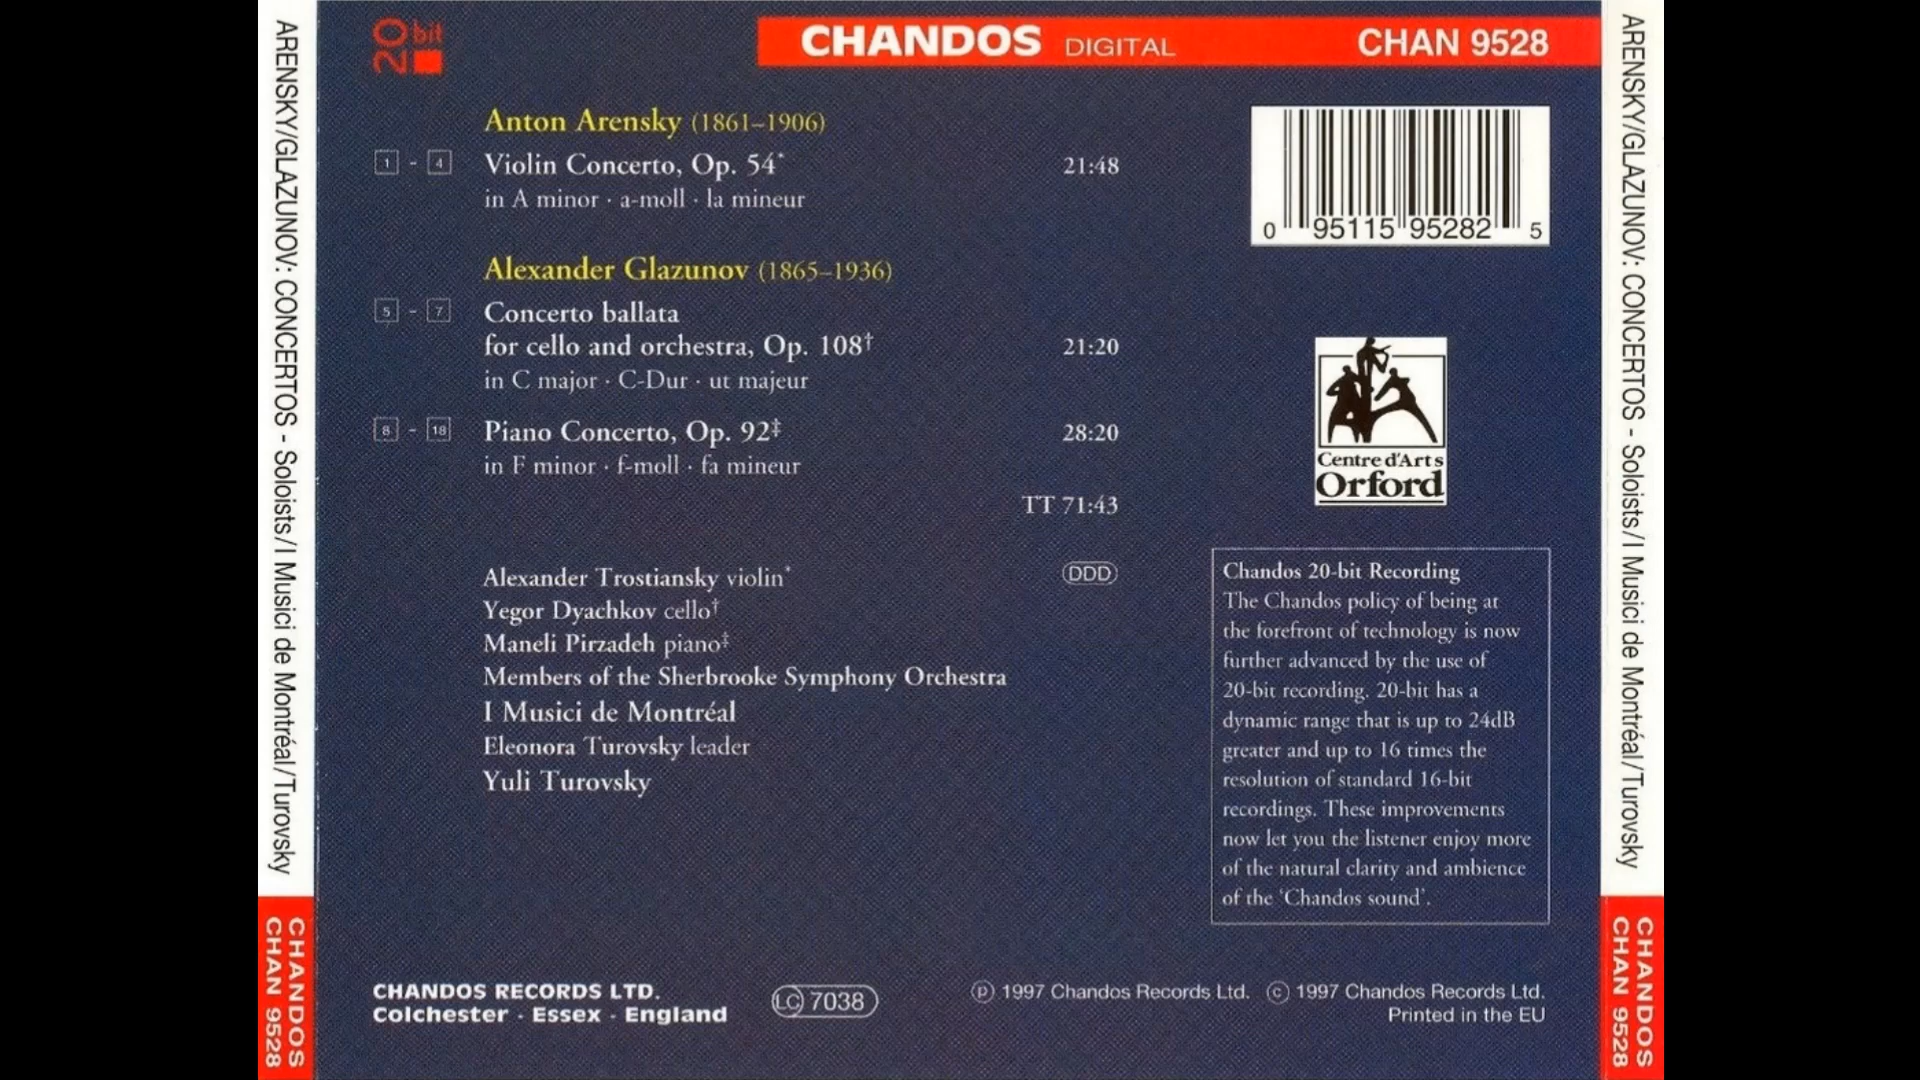 ARENSKY/GLAZUNOV: CONCERTOS - Soloists/I Musici de Montréal/Turovsky
CHANDOS
CHAN 9528
20 bit
CHANDOS DIGITAL CHAN 9528
Anton Arensky (1861–1906)
1 - 4 Violin Concerto, Op. 54* 21:48
in A minor · a-moll · la mineur
0 95115 95282 5
Alexander Glazunov (1865–1936)
5 - 7 Concerto ballata
for cello and orchestra, Op. 108† 21:20
in C major · C-Dur · ut majeur
8 - 18 Piano Concerto, Op. 92‡ 28:20
in F minor · f-moll · fa mineur
TT 71:43
Centre d'Arts
Orford
DDD
Alexander Trostiansky violin*
Yegor Dyachkov cello†
Maneli Pirzadeh piano‡
Members of the Sherbrooke Symphony Orchestra
I Musici de Montréal
Eleonora Turovsky leader
Yuli Turovsky
Chandos 20-bit Recording
The Chandos policy of being at
the forefront of technology is now
further advanced by the use of
20-bit recording. 20-bit has a
dynamic range that is up to 24dB
greater and up to 16 times the
resolution of standard 16-bit
recordings. These improvements
now let you the listener enjoy more
of the natural clarity and ambience
of the ‘Chandos sound’.
CHANDOS RECORDS LTD.
Colchester · Essex · England
LC 7038
℗ 1997 Chandos Records Ltd. © 1997 Chandos Records Ltd.
Printed in the EU
ARENSKY/GLAZUNOV: CONCERTOS - Soloists/I Musici de Montréal/Turovsky
CHANDOS
CHAN 9528